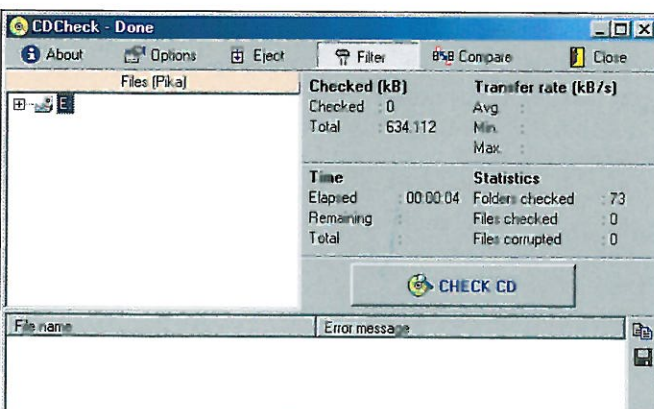 CDCheck - Done
About Options Eject Filter Compare Close
Files (Pika)
E
Checked (kB)
Checked : 0
Total : 634.112
Transfer rate (kB/s)
Avg. :
Min. :
Max. :
Time
Elapsed : 00:00:04
Remaining :
Total :
Statistics
Folders checked : 73
Files checked : 0
Files corrupted : 0
CHECK CD
File name Error message